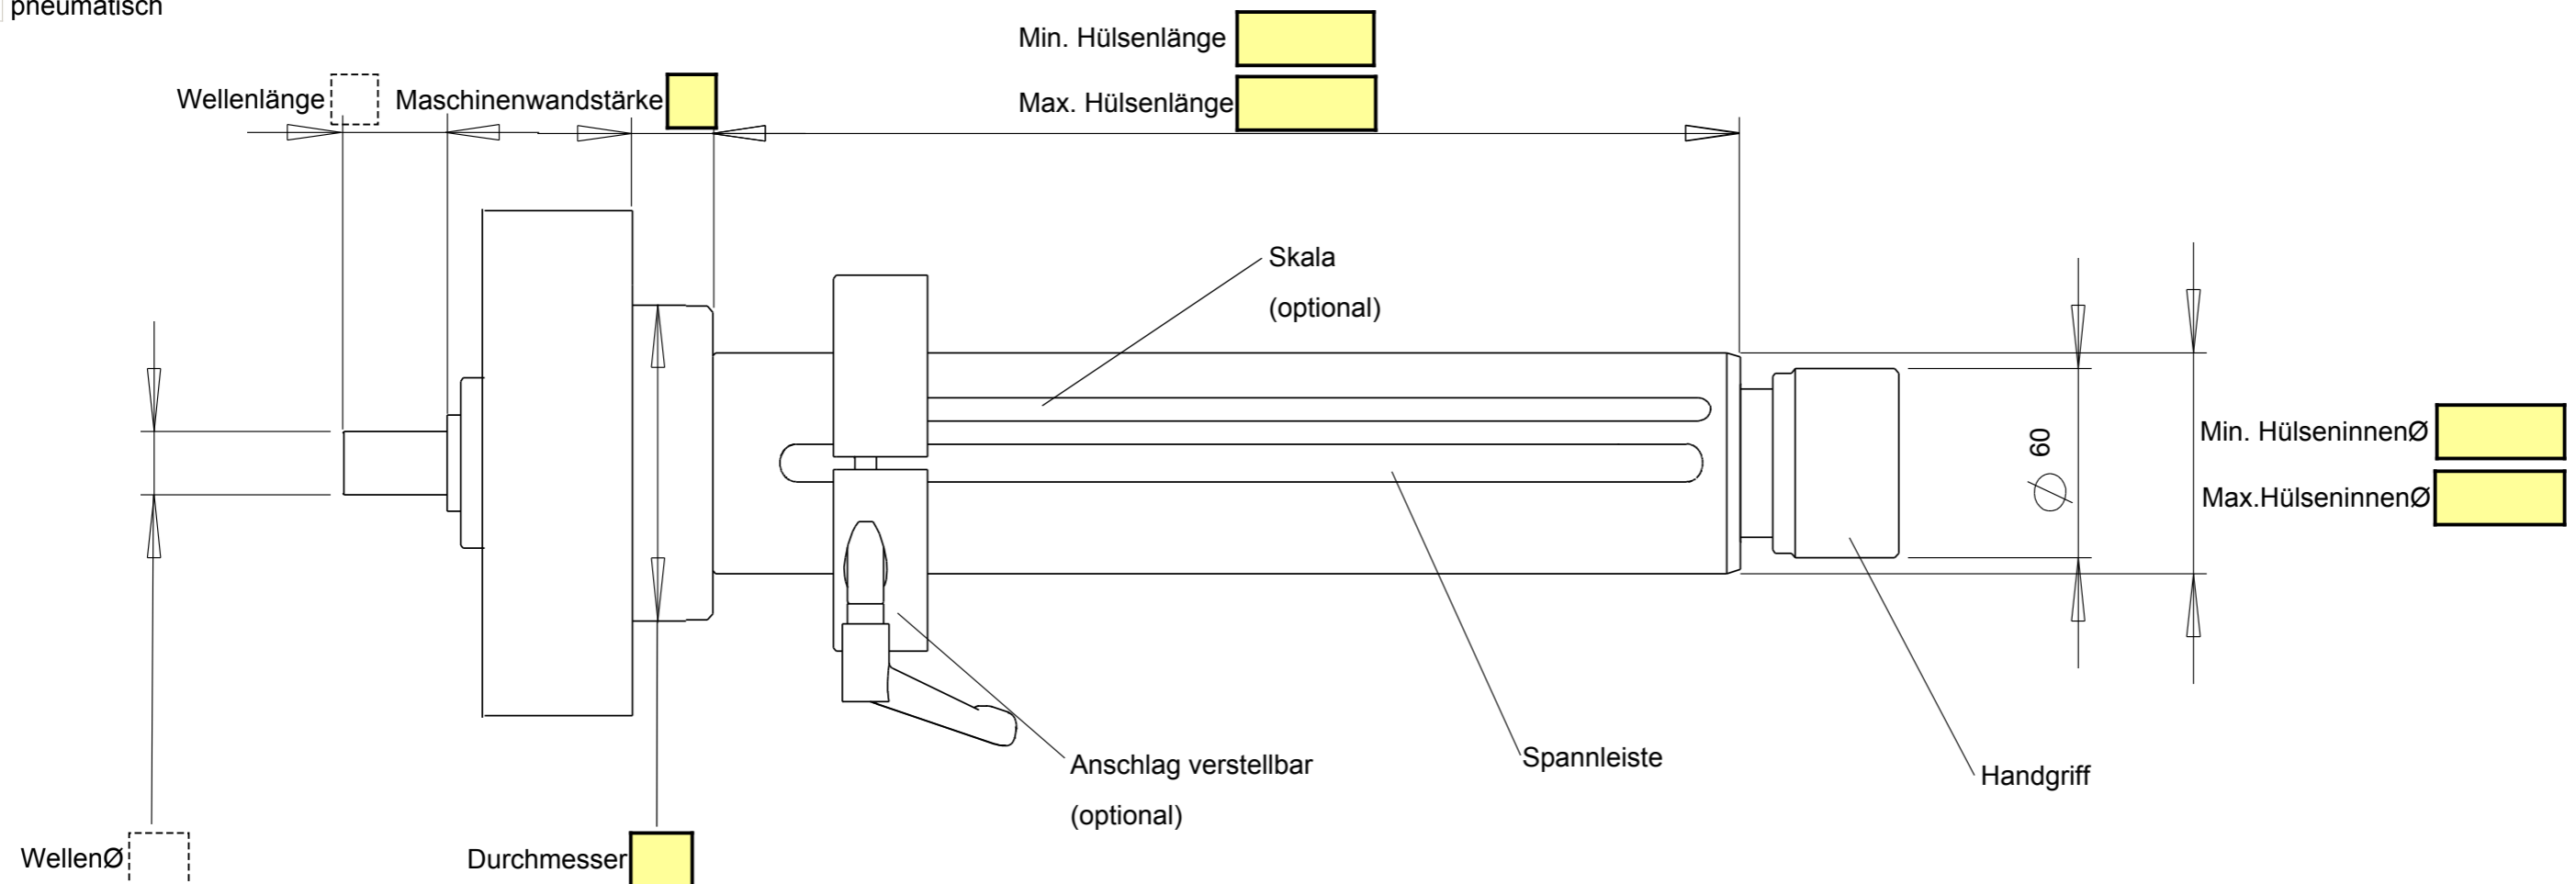 pneumatisch
Min. Hülsenlänge
Wellenlänge
Maschinenwandstärke
Max. Hülsenlänge
Skala
(optional)
60
Min. HülseninnenØ
Max.HülseninnenØ
Anschlag verstellbar
(optional)
Spannleiste
Handgriff
WellenØ
Durchmesser